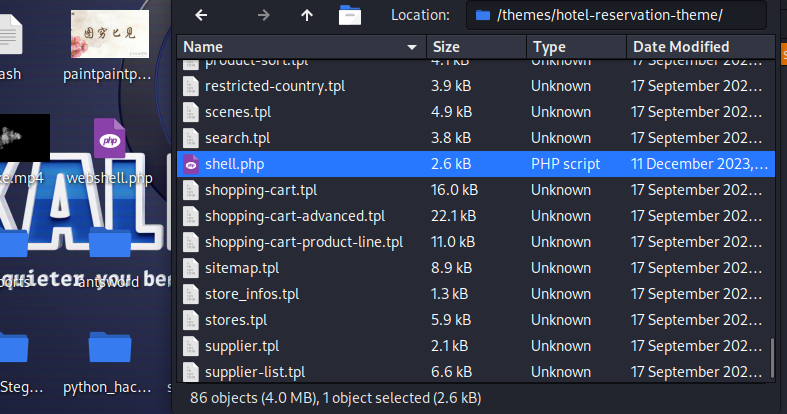 Location: /themes/hotel-reservation-theme/
Name Size Type Date Modified
product-sort.tpl 4.1 kB Unknown 17 September 202...
restricted-country.tpl 3.9 kB Unknown 17 September 202...
scenes.tpl 4.9 kB Unknown 17 September 202...
search.tpl 3.8 kB Unknown 17 September 202...
shell.php 2.6 kB PHP script 11 December 2023,...
shopping-cart.tpl 16.0 kB Unknown 17 September 202...
shopping-cart-advanced.tpl 22.1 kB Unknown 17 September 202...
shopping-cart-product-line.tpl 11.0 kB Unknown 17 September 202...
sitemap.tpl 8.9 kB Unknown 17 September 202...
store_infos.tpl 1.3 kB Unknown 17 September 202...
stores.tpl 5.9 kB Unknown 17 September 202...
supplier.tpl 2.1 kB Unknown 17 September 202...
supplier-list.tpl 6.6 kB Unknown 17 September 202...
86 objects (4.0 MB), 1 object selected (2.6 kB)
ash paintpaintp...
php
ke.mp4 webshell.php
KALI
quieter you be
ports antsword
Steg... python_hac...